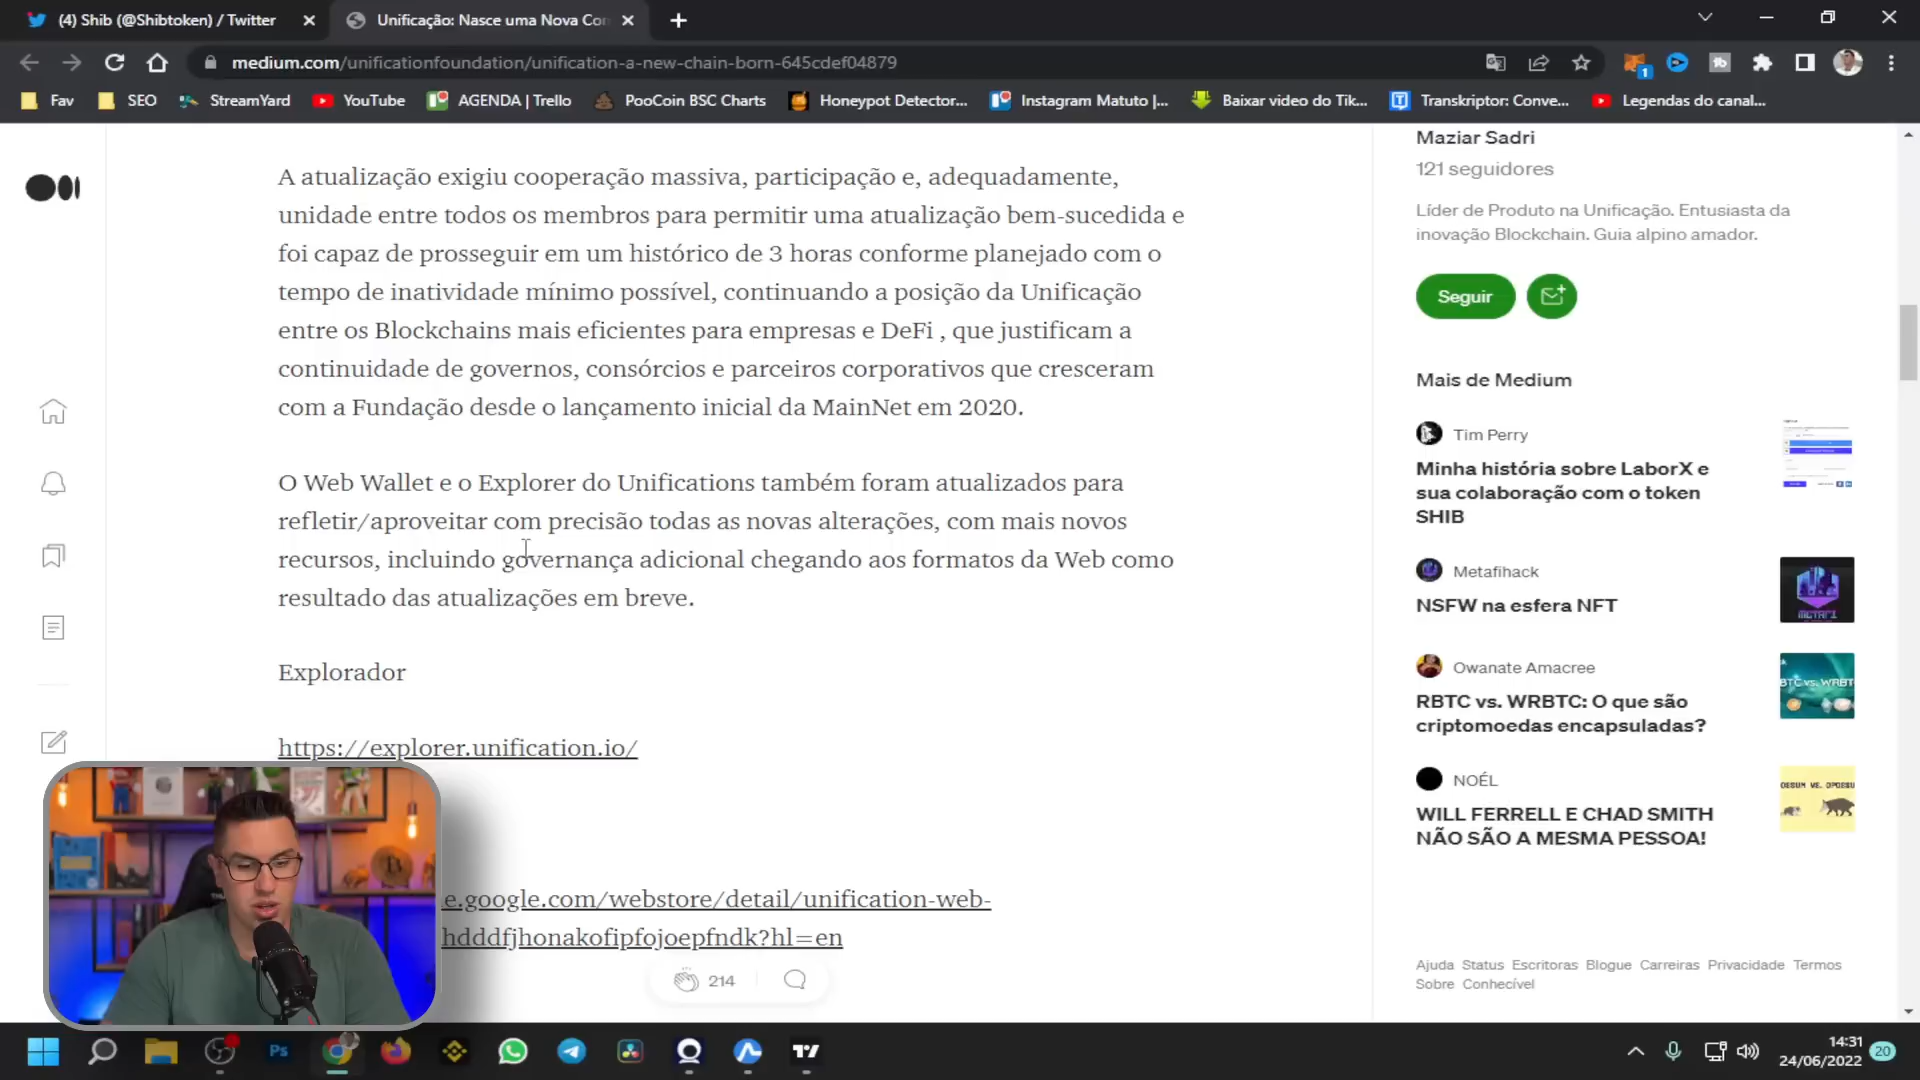 (4) Shib (@Shibtoken) / Twitter
Unificação: Nasce uma Nova Cor
medium.com/unificationfoundation/unification-a-new-chain-born-645cdef04879
1
Fav
SEO
StreamYard
YouTube
AGENDA | Trello
PooCoin BSC Charts
Honeypot Detector...
Instagram Matuto |...
Baixar video do Tik...
Transkriptor: Conve...
Legendas do canal...
A atualização exigiu cooperação massiva, participação e, adequadamente,
unidade entre todos os membros para permitir uma atualização bem-sucedida e
foi capaz de prosseguir em um histórico de 3 horas conforme planejado com o
tempo de inatividade mínimo possível, continuando a posição da Unificação
entre os Blockchains mais eficientes para empresas e DeFi , que justificam a
continuidade de governos, consórcios e parceiros corporativos que cresceram
com a Fundação desde o lançamento inicial da MainNet em 2020.
O Web Wallet e o Explorer do Unifications também foram atualizados para
refletir/aproveitar com precisão todas as novas alterações, com mais novos
recursos, incluindo governança adicional chegando aos formatos da Web como
resultado das atualizações em breve.
Explorador
https://explorer.unification.io/
e.google.com/webstore/detail/unification-web-
hdddfjhonakofipfojoepfndk?hl=en
214
Maziar Sadri
121 seguidores
Líder de Produto na Unificação. Entusiasta da
inovação Blockchain. Guia alpino amador.
Seguir
Mais de Medium
Tim Perry
Minha história sobre LaborX e
sua colaboração com o token
SHIB
Metafihack
NSFW na esfera NFT
Owanate Amacree
RBTC vs. WRBTC: O que são
criptomoedas encapsuladas?
NOÉL
WILL FERRELL E CHAD SMITH
NÃO SÃO A MESMA PESSOA!
Ajuda Status Escritoras Blogue Carreiras Privacidade Termos
Sobre Conhecível
Ps
14:31
24/06/2022
20